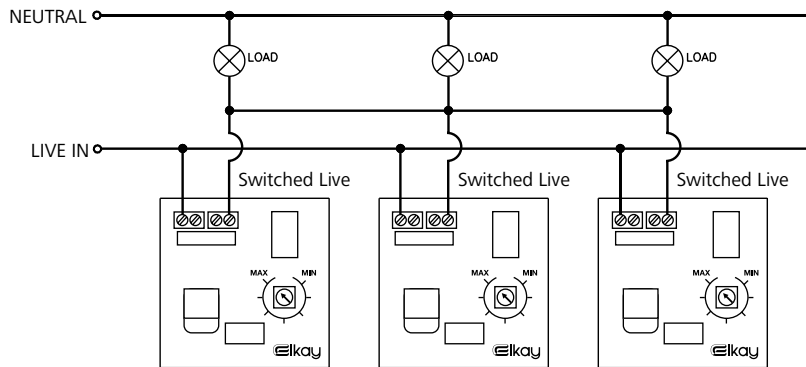 NEUTRAL
LOAD
LOAD
LOAD
LIVE IN
Switched Live
Switched Live
Switched Live
MAX
MIN
MAX
MIN
MAX
MIN
Elkay
Elkay
Elkay